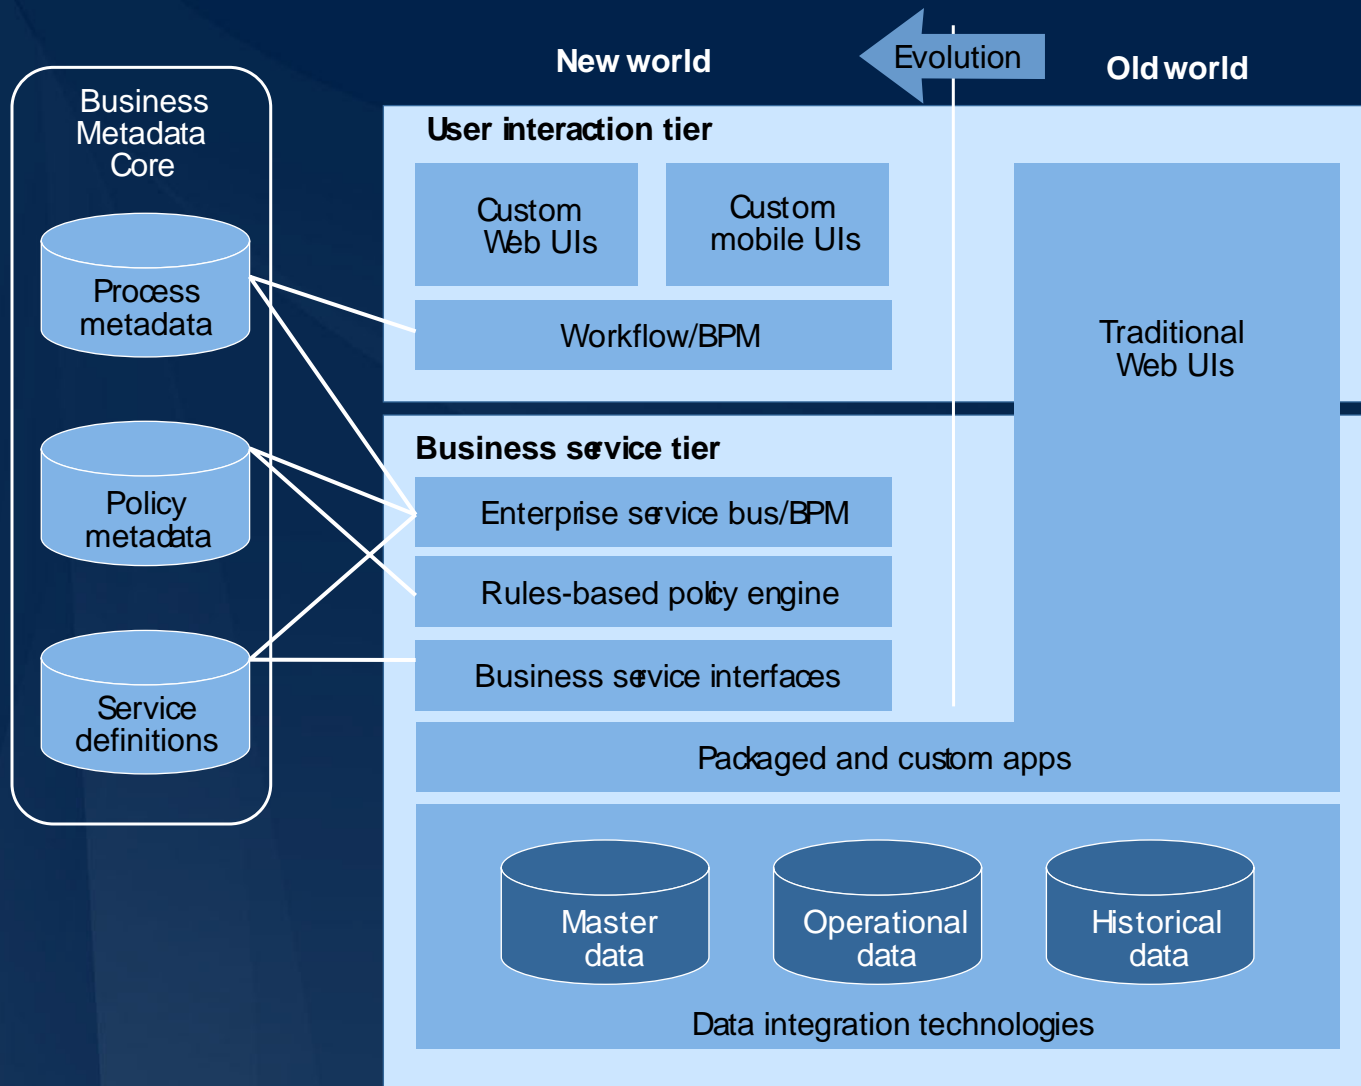 New world
Evolution
Old world
Business
Metadata
Core
Process
metadata
Policy
metadata
Service
definitions
User interaction tier
Custom
Web UIs
Custom
mobile UIs
Workflow/BPM
Traditional
Web UIs
Business service tier
Enterprise service bus/BPM
Rules-based policy engine
Business service interfaces
Packaged and custom apps
Master
data
Operational
data
Historical
data
Data integration technologies